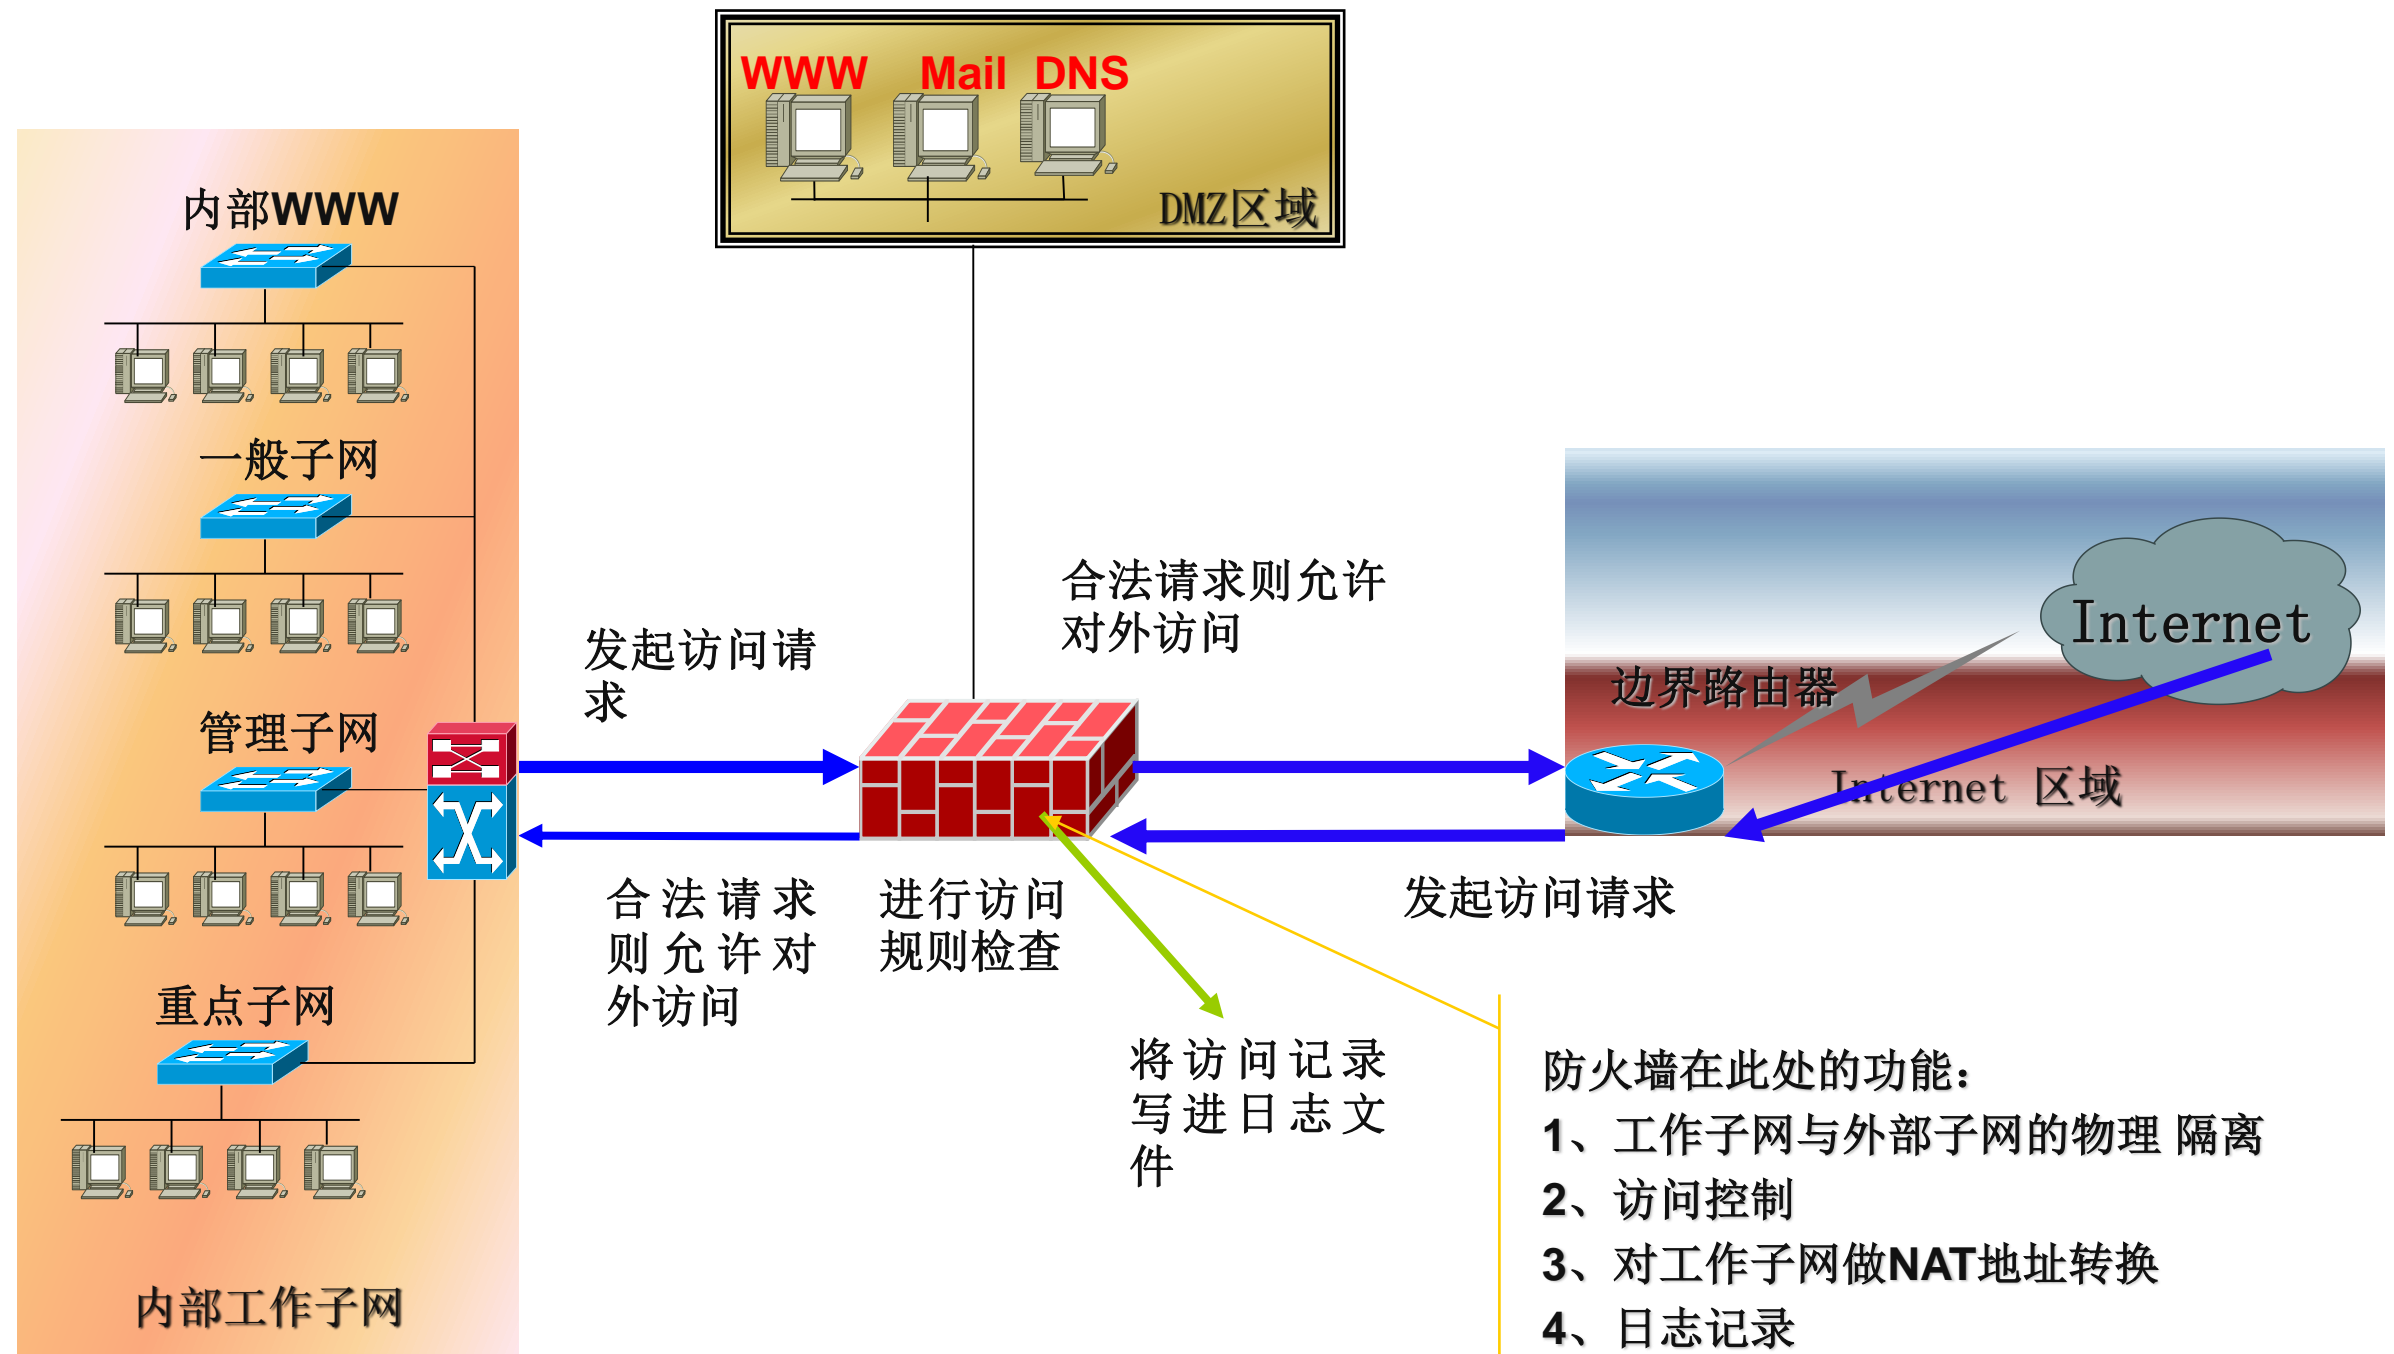 WWW Mail DNS
DMZ区域
内部WWW
一般子网
管理子网
重点子网
内部工作子网
发起访问请
求
合法请求则允许
对外访问
边界路由器
Internet
Internet 区域
合法请求
则允许对
外访问
进行访问
规则检查
发起访问请求
将访问记录
写进日志文
件
防火墙在此处的功能：
1、工作子网与外部子网的物理 隔离
2、访问控制
3、对工作子网做NAT地址转换
4、日志记录